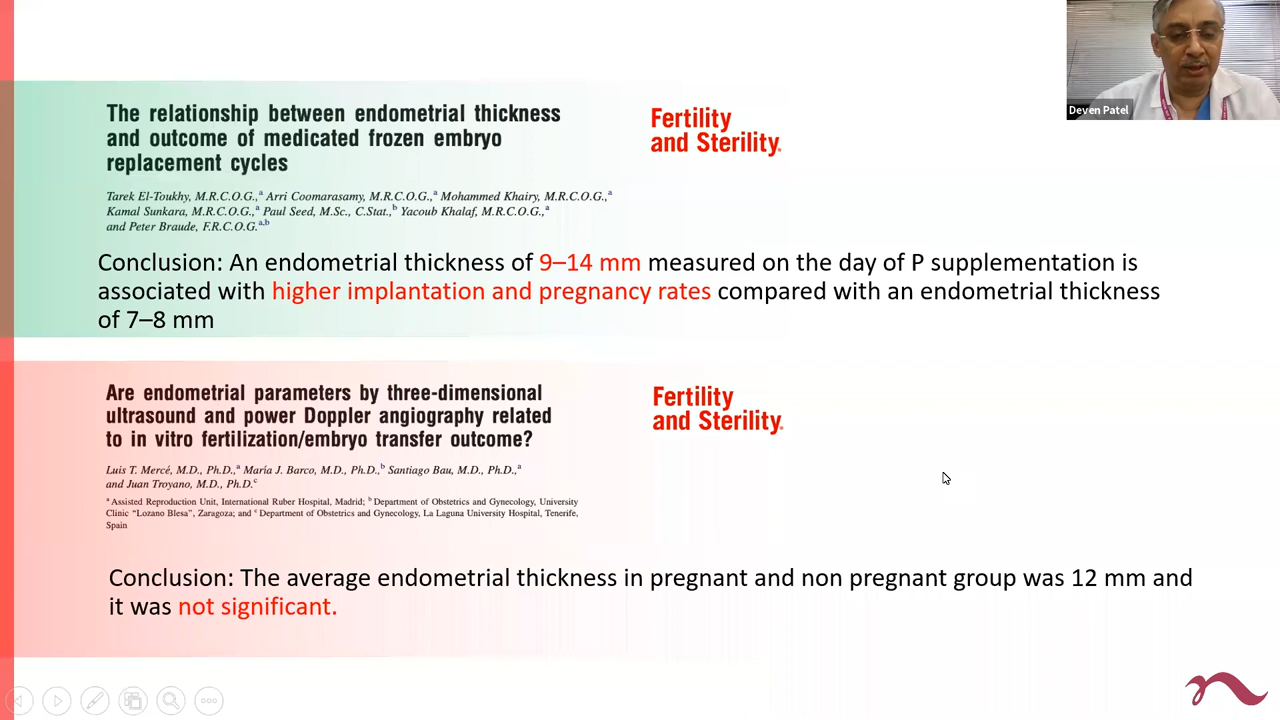 Deven Patel
The relationship between endometrial thickness
and outcome of medicated frozen embryo
replacement cycles
Fertility
and Sterility.
Tarek El-Toukhy, M.R.C.O.G.,a Arri Coomarasamy, M.R.C.O.G.,a Mohammed Khairy, M.R.C.O.G.,a
Kamal Sunkara, M.R.C.O.G.,a Paul Seed, M.Sc., C.Stat.,b Yacoub Khalaf, M.R.C.O.G.,a
and Peter Braude, F.R.C.O.G.a,b
Conclusion: An endometrial thickness of 9–14 mm measured on the day of P supplementation is
associated with higher implantation and pregnancy rates compared with an endometrial thickness
of 7–8 mm
Are endometrial parameters by three-dimensional
ultrasound and power Doppler angiography related
to in vitro fertilization/embryo transfer outcome?
Fertility
and Sterility.
Luis T. Mercé, M.D., Ph.D.,a María J. Barco, M.D., Ph.D.,b Santiago Bau, M.D., Ph.D.,a
and Juan Troyano, M.D., Ph.D.c
a Assisted Reproduction Unit, International Ruber Hospital, Madrid; b Department of Obstetrics and Gynecology, University
Clinic “Lozano Blesa”, Zaragoza; and c Department of Obstetrics and Gynecology, La Laguna University Hospital, Tenerife,
Spain
Conclusion: The average endometrial thickness in pregnant and non pregnant group was 12 mm and
it was not significant.